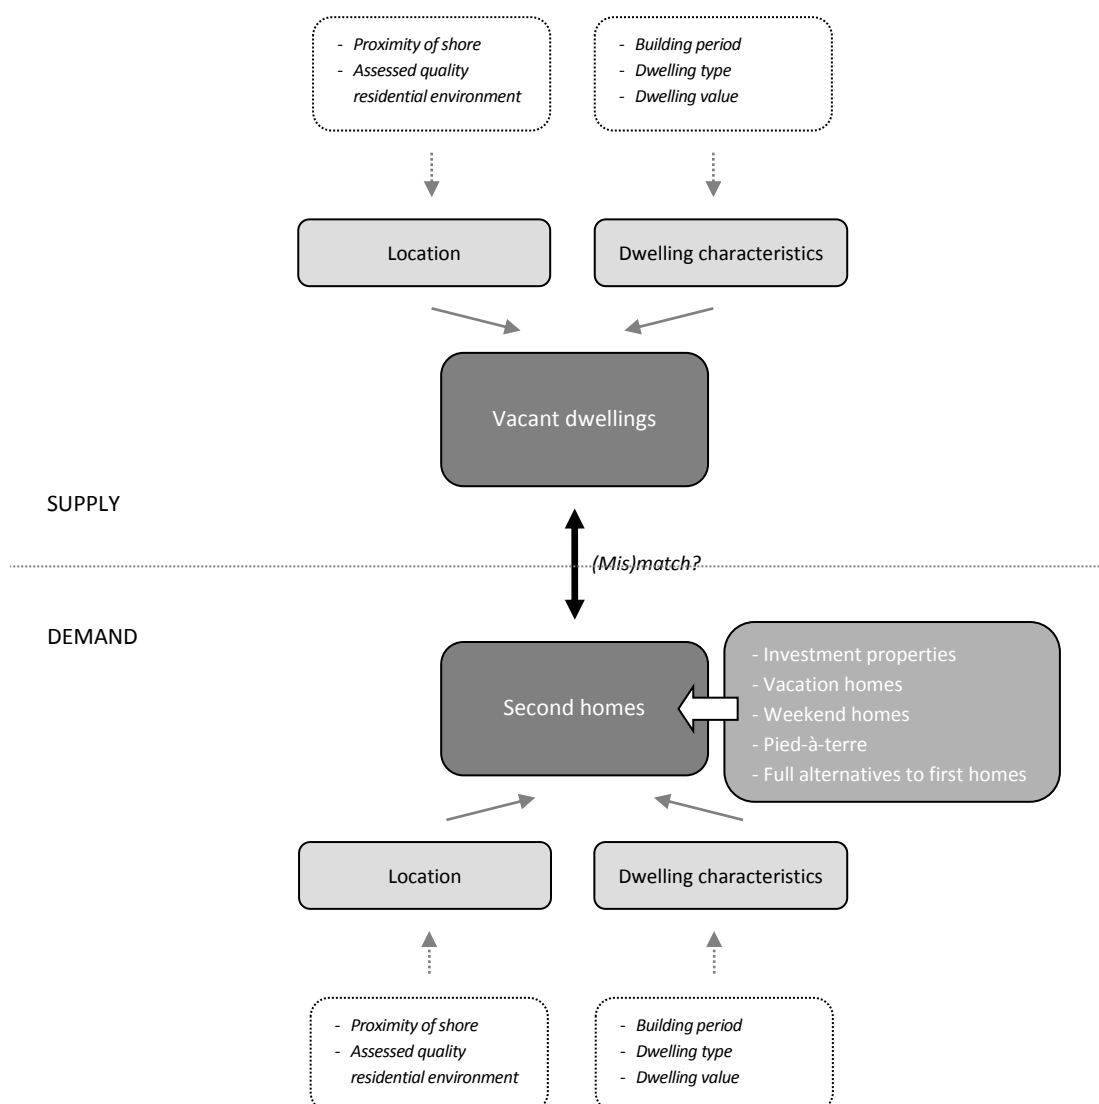 - Proximity of shore
- Assessed quality
residential environment
- Building period
- Dwelling type
- Dwelling value
Location
Dwelling characteristics
Vacant dwellings
SUPPLY
(Mis)match?
DEMAND
Second homes
- Investment properties
- Vacation homes
- Weekend homes
- Pied-à-terre
- Full alternatives to first homes
Location
Dwelling characteristics
- Proximity of shore
- Assessed quality
residential environment
- Building period
- Dwelling type
- Dwelling value